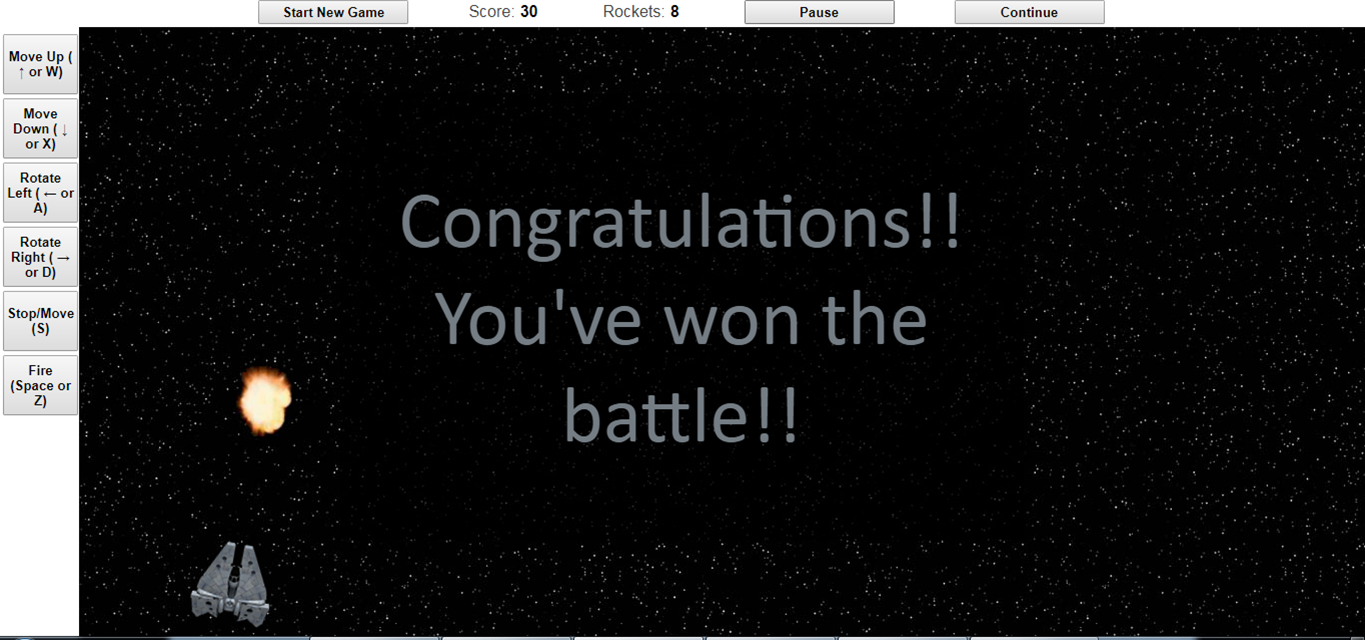 Start New Game Score: 30 Rockets: 8 Pause Continue
Move Up (
↑ or W)
Move
Down ( ↓
or X)
Rotate
Left ( ← or
A)
Rotate
Right ( →
or D)
Stop/Move
(S)
Fire
(Space or
Z)
Congratulations!!
You've won the
battle!!